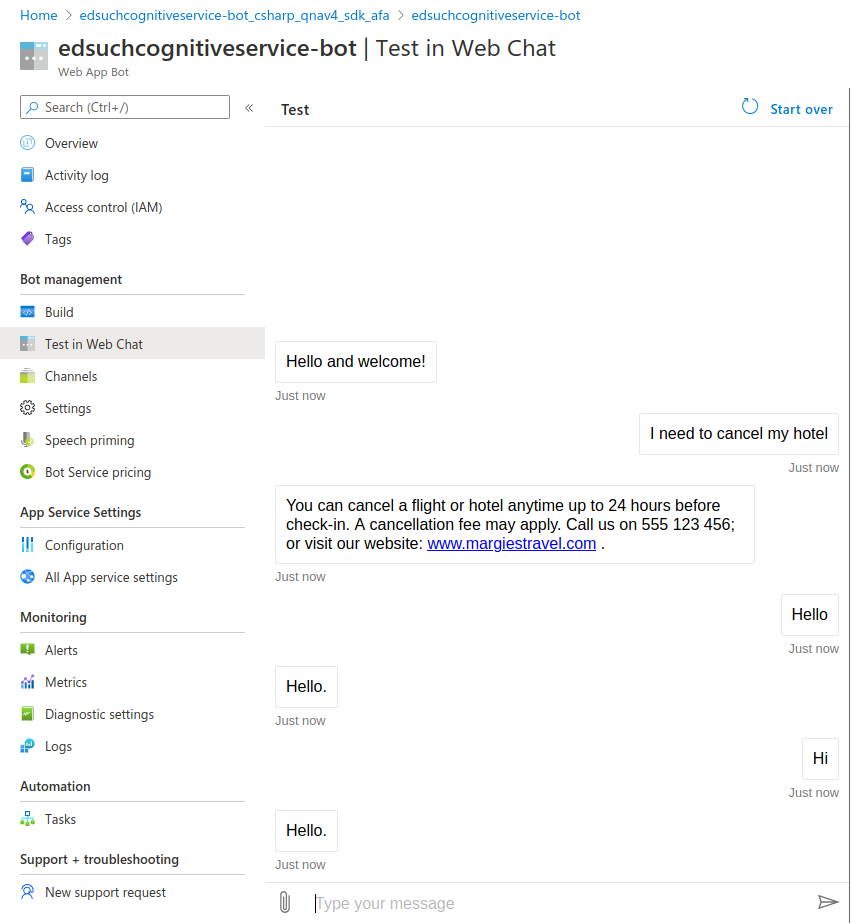 Home > edsuchcognitiveservice-bot_csharp_qnav4_sdk_afa > edsuchcognitiveservice-bot
edsuchcognitiveservice-bot | Test in Web Chat
Web App Bot
Search (Ctrl+/)
«
Overview
Activity log
Access control (IAM)
Tags
Bot management
Build
Test in Web Chat
Channels
Settings
Speech priming
Bot Service pricing
App Service Settings
Configuration
All App service settings
Monitoring
Alerts
Metrics
Diagnostic settings
Logs
Automation
Tasks
Support + troubleshooting
New support request
Test
Start over
Hello and welcome!
Just now
I need to cancel my hotel
Just now
You can cancel a flight or hotel anytime up to 24 hours before
check-in. A cancellation fee may apply. Call us on 555 123 456;
or visit our website: www.margiestravel.com .
Just now
Hello
Just now
Hello.
Just now
Hi
Just now
Hello.
Just now
Type your message